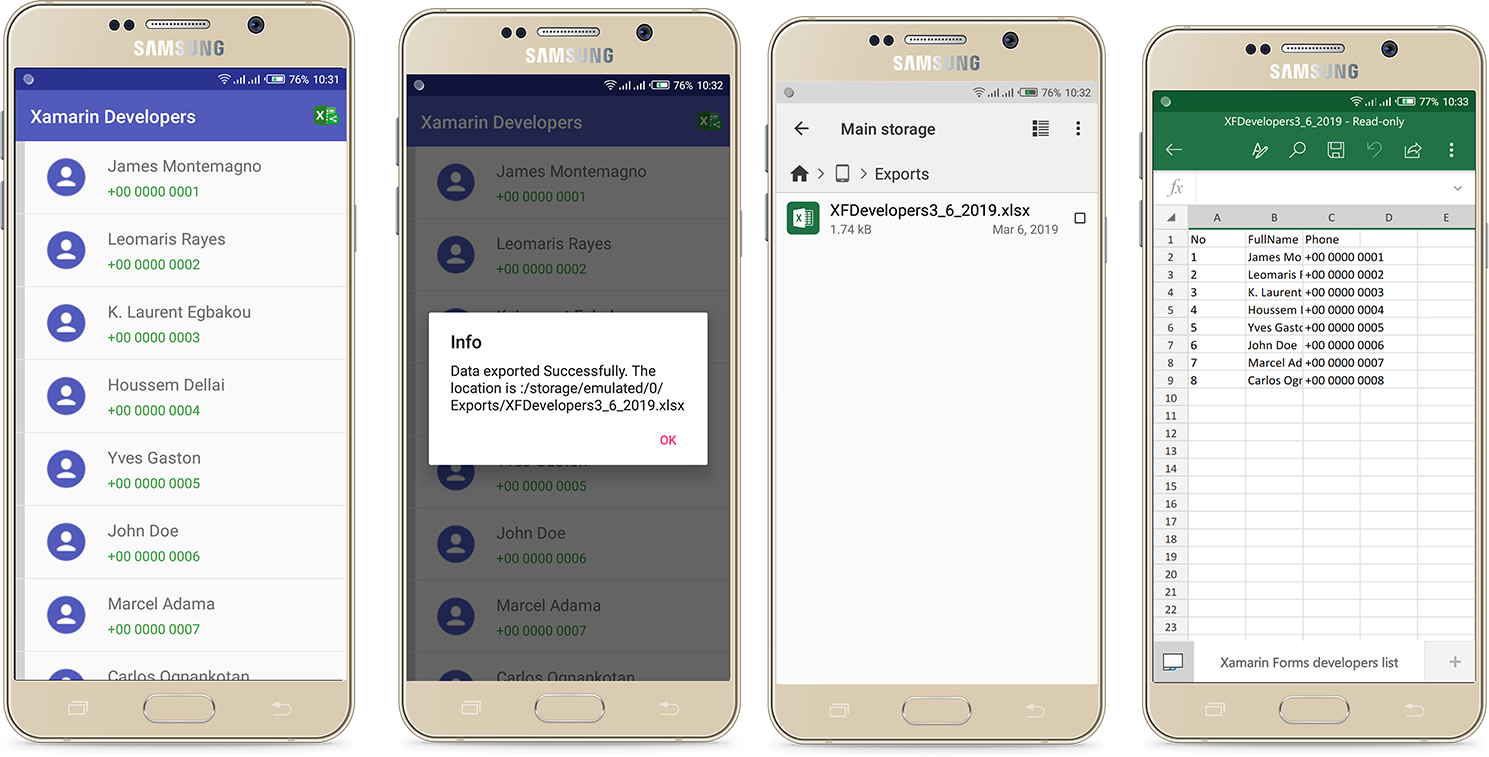 SAMSUNG
76% 10:31
Xamarin Developers
James Montemagno
+00 0000 0001
Leomaris Rayes
+00 0000 0002
K. Laurent Egbakou
+00 0000 0003
Houssem Dellai
+00 0000 0004
Yves Gaston
+00 0000 0005
John Doe
+00 0000 0006
Marcel Adama
+00 0000 0007
Carlos Ognankotan
SAMSUNG
76% 10:32
Xamarin Developers
James Montemagno
+00 0000 0001
Leomaris Rayes
+00 0000 0002
Info
Data exported Successfully. The
location is :/storage/emulated/0/
Exports/XFDevelopers3_6_2019.xlsx
OK
Yves Gaston
+00 0000 0005
John Doe
+00 0000 0006
Marcel Adama
+00 0000 0007
Carlos Ognankotan
SAMSUNG
76% 10:32
Main storage
Exports
XFDevelopers3_6_2019.xlsx
1.74 kB Mar 6, 2019
SAMSUNG
77% 10:33
XFDevelopers3_6_2019 - Read-only
fx
A B C D E
1 No FullName Phone
2 1 James Mo +00 0000 0001
3 2 Leomaris +00 0000 0002
4 3 K. Laurent +00 0000 0003
5 4 Houssem +00 0000 0004
6 5 Yves Gasto +00 0000 0005
7 6 John Doe +00 0000 0006
8 7 Marcel Ad +00 0000 0007
9 8 Carlos Ogn +00 0000 0008
10
11
12
13
14
15
16
17
18
19
20
21
22
23
Xamarin Forms developers list